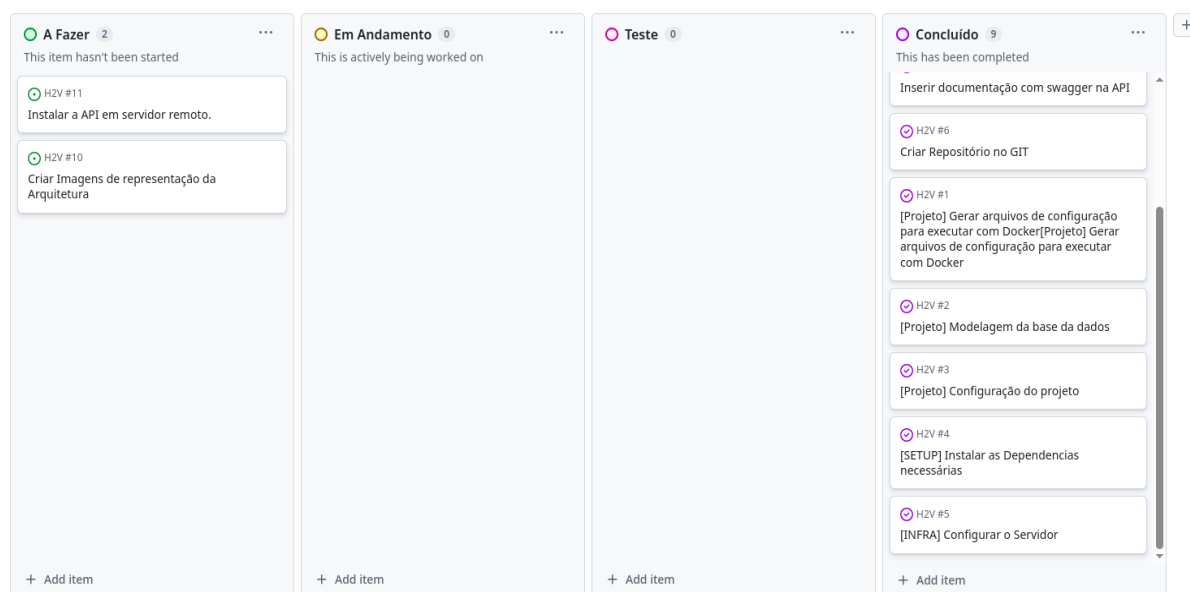 A Fazer 2 ...
This item hasn't been started
H2V #11
Instalar a API em servidor remoto.
H2V #10
Criar Imagens de representação da
Arquitetura
+ Add item
Em Andamento 0 ...
This is actively being worked on
+ Add item
Teste 0 ...
+ Add item
Concluído 9 ...
This has been completed
Inserir documentação com swagger na API
H2V #6
Criar Repositório no GIT
H2V #1
[Projeto] Gerar arquivos de configuração
para executar com Docker[Projeto] Gerar
arquivos de configuração para executar
com Docker
H2V #2
[Projeto] Modelagem da base da dados
H2V #3
[Projeto] Configuração do projeto
H2V #4
[SETUP] Instalar as Dependencias
necessárias
H2V #5
[INFRA] Configurar o Servidor
+ Add item
+